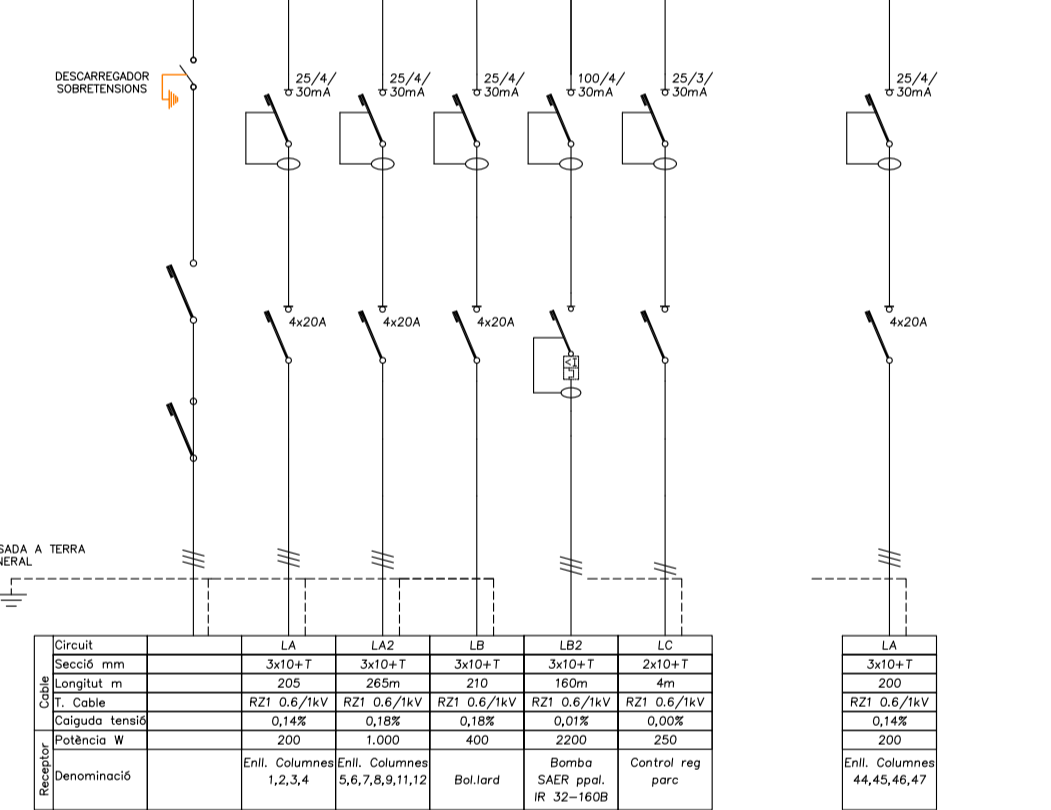 DESCARREGADOR
SOBRETENSIONS
25/4/
30mA
25/4/
30mA
25/4/
30mA
100/4/
30mA
25/3/
30mA
25/4/
30mA
4x20A
4x20A
4x20A
4x20A
SADA A TERRA
NERAL
Cable
Circuit LA LA2 LB LB2 LC LA
Secció mm 3x10+T 3x10+T 3x10+T 3x10+T 2x10+T 3x10+T
Longitut m 205 265m 210 160m 4m 200
T. Cable RZ1 0.6/1kV RZ1 0.6/1kV RZ1 0.6/1kV RZ1 0.6/1kV RZ1 0.6/1kV RZ1 0.6/1kV
Caiguda tensió 0,14% 0,18% 0,18% 0,01% 0,00% 0,14%
Receptor
Potència W 200 1.000 400 2200 250 200
Denominació
Enll. Columnes
1,2,3,4
Enll. Columnes
5,6,7,8,9,11,12
Bol.lard
Bomba
SAER ppal.
IR 32-160B
Control reg
parc
Enll. Columnes
44,45,46,47